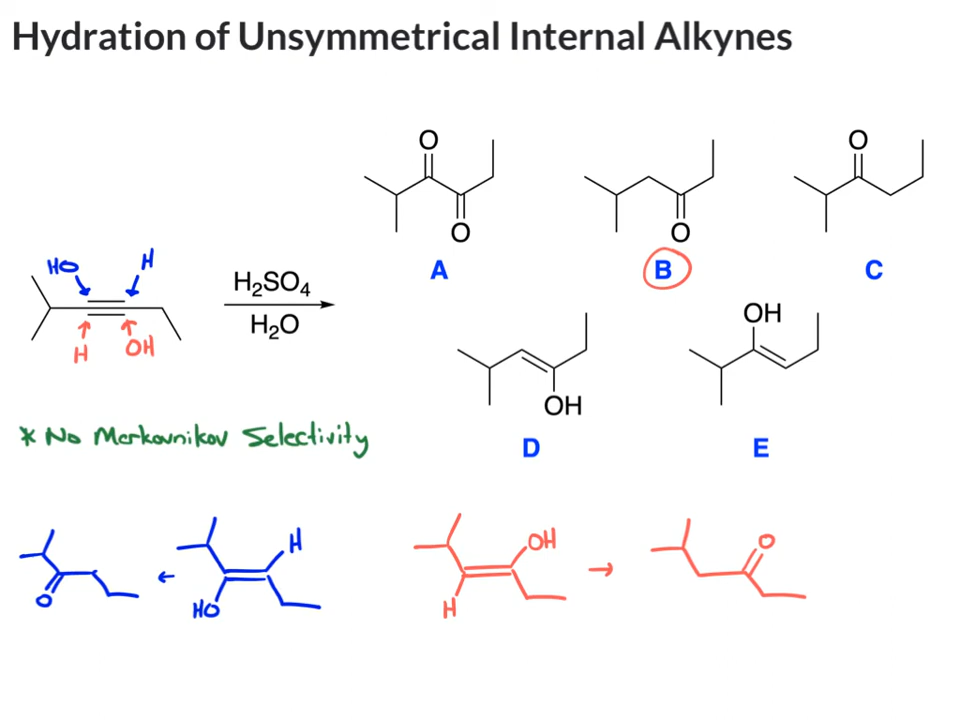 Hydration of Unsymmetrical Internal Alkynes
O
O
A
O
B
O
C
HO
H
H
OH
H₂SO₄
H₂O
OH
D
OH
E
* No Markovnikov Selectivity
O
H
HO
OH
H
O